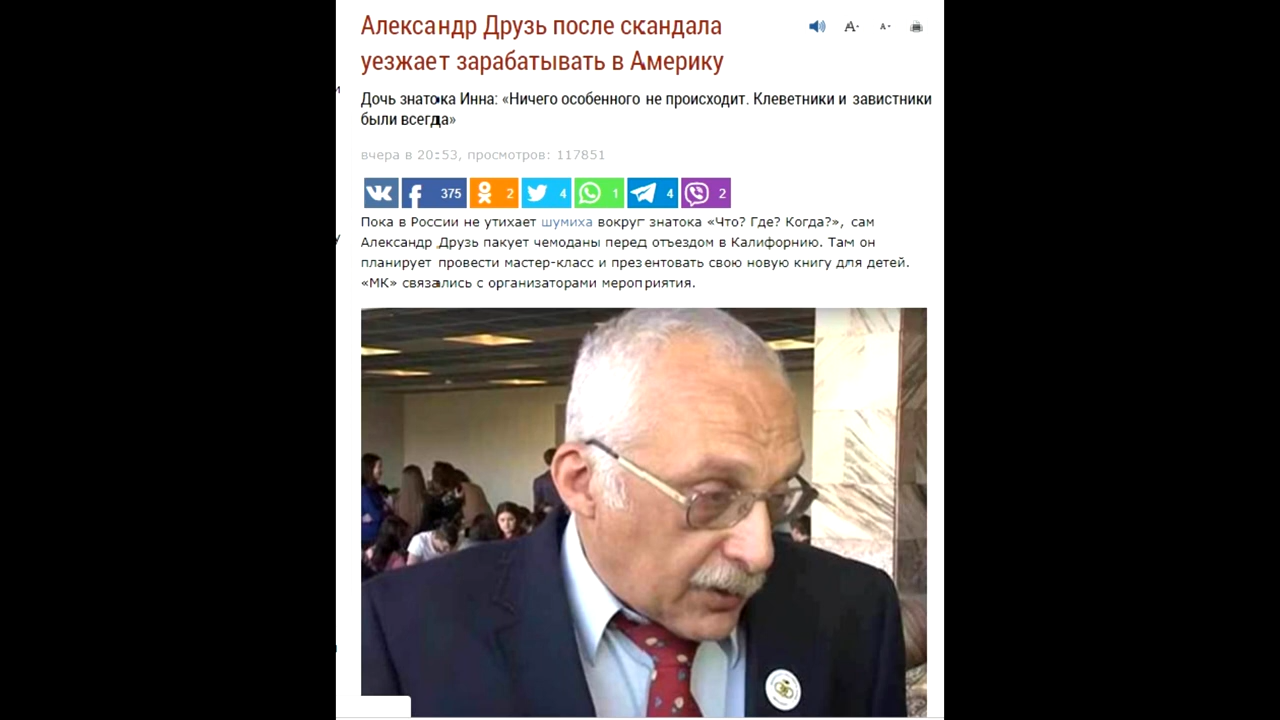 Александр Друзь после скандала
уезжает зарабатывать в Америку
А+ А-
Дочь знатока Инна: «Ничего особенного не происходит. Клеветники и завистники
были всегда»
вчера в 20:53, просмотров: 117851
375 2 4 1 4 2
Пока в России не утихает шумиха вокруг знатока «Что? Где? Когда?», сам
Александр Друзь пакует чемоданы перед отъездом в Калифорнию. Там он
планирует провести мастер-класс и презентовать свою новую книгу для детей.
«МК» связались с организаторами мероприятия.